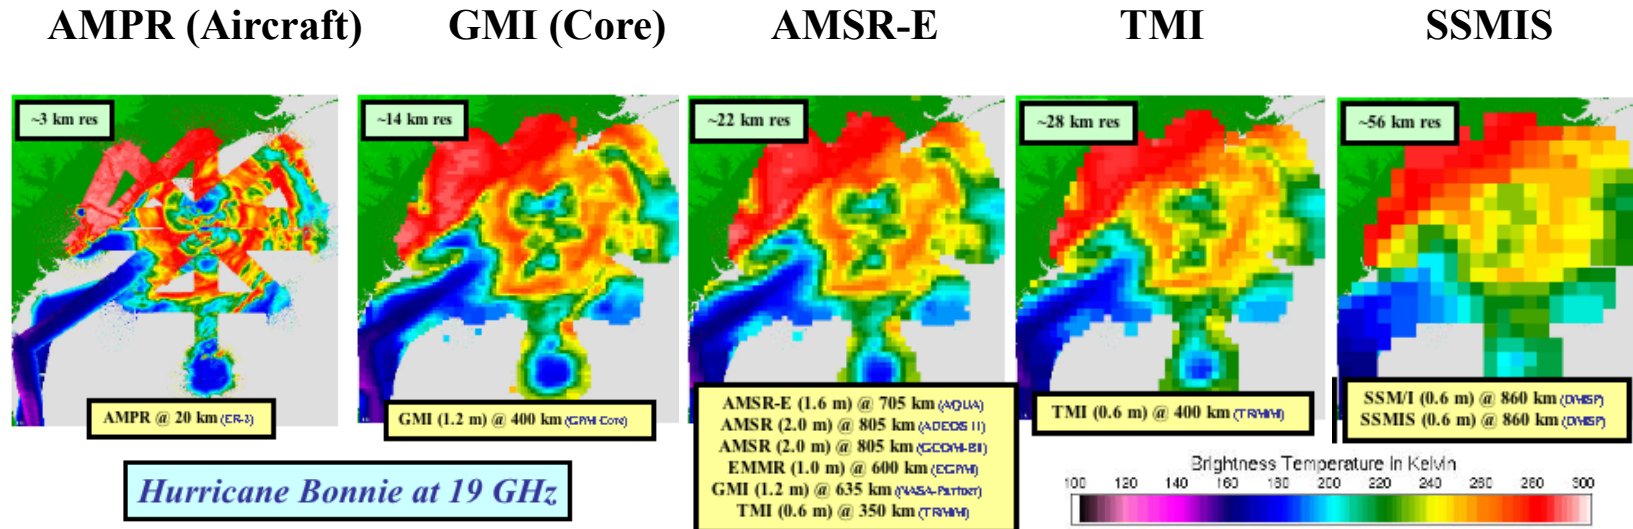 AMPR (Aircraft) GMI (Core) AMSR-E TMI SSMIS
~3 km res ~14 km res ~22 km res ~28 km res ~56 km res
AMPR @ 20 km (ER-2)
GMI (1.2 m) @ 400 km (GPM-Core)
AMSR-E (1.6 m) @ 705 km (AQUA)
AMSR (2.0 m) @ 805 km (ADEOS II)
AMSR (2.0 m) @ 805 km (GCOM-B1)
EMMR (1.0 m) @ 600 km (EGPM)
GMI (1.2 m) @ 635 km (NASA-Partner)
TMI (0.6 m) @ 350 km (TRMM)
TMI (0.6 m) @ 400 km (TRMM)
SSM/I (0.6 m) @ 860 km (DMSP)
SSMIS (0.6 m) @ 860 km (DMSP)
Hurricane Bonnie at 19 GHz
Brightness Temperature in Kelvin
100 120 140 160 180 200 220 240 260 280 300